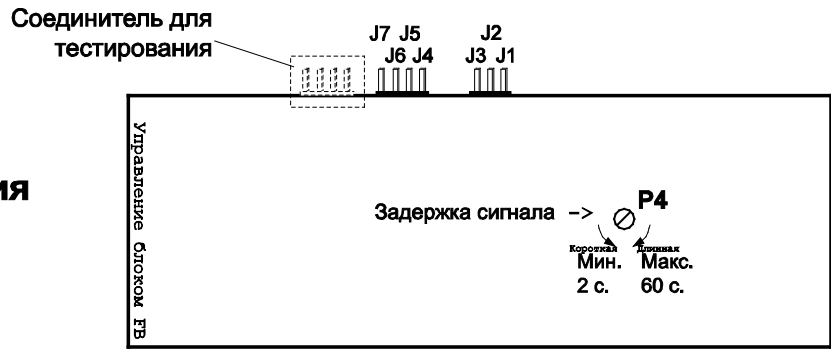 Соединитель для
тестирования
J7 J5
J6 J4
J2
J3 J1
Управление блоком FB
ия
Задержка сигнала –>
P4
Короткая Длинная
Мин. Макс.
2 с. 60 с.